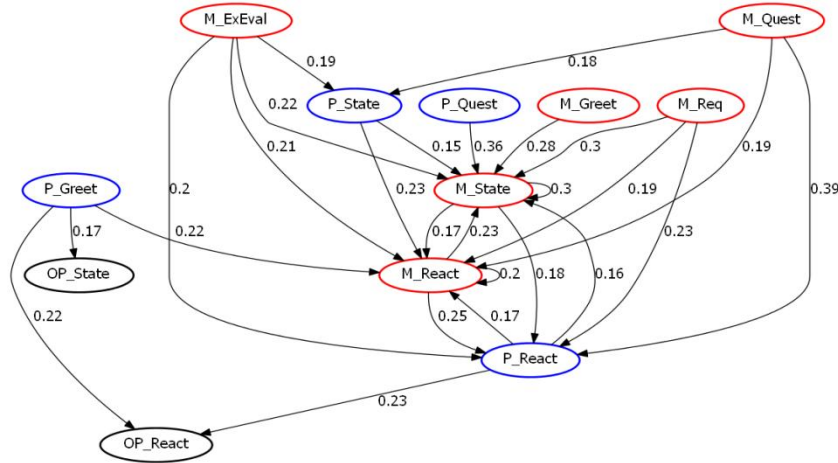 M_ExEval
M_Quest
0.19
0.18
P_State
P_Quest
M_Greet
M_Req
0.22
0.21
0.15
0.36
0.28
0.3
0.19
P_Greet
0.2
0.23
M_State
0.3
0.19
0.39
0.17
0.22
0.17
0.23
0.23
OP_State
M_React
0.2
0.18
0.16
0.22
0.25
0.17
P_React
0.23
OP_React